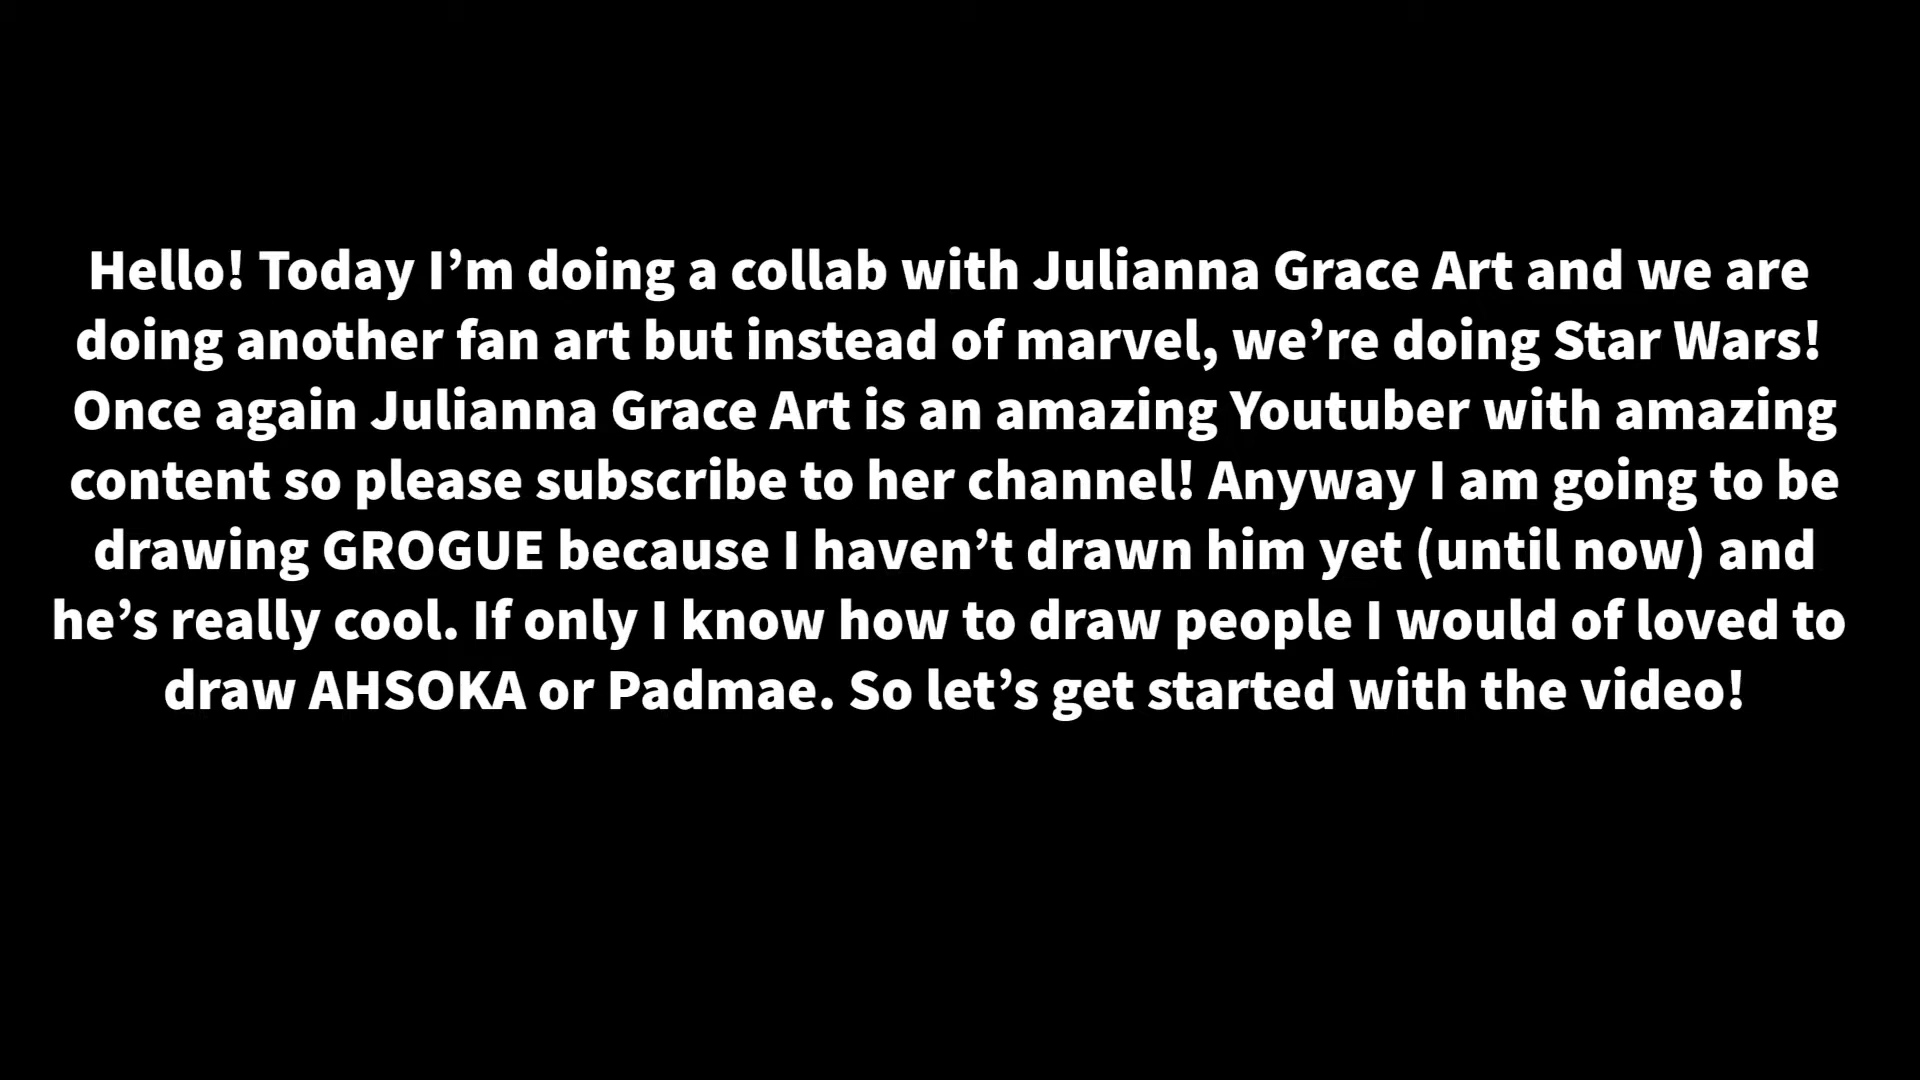 Hello! Today I’m doing a collab with Julianna Grace Art and we are
doing another fan art but instead of marvel, we’re doing Star Wars!
Once again Julianna Grace Art is an amazing Youtuber with amazing
content so please subscribe to her channel! Anyway I am going to be
drawing GROGUE because I haven’t drawn him yet (until now) and
he’s really cool. If only I know how to draw people I would of loved to
draw AHSOKA or Padmae. So let’s get started with the video!